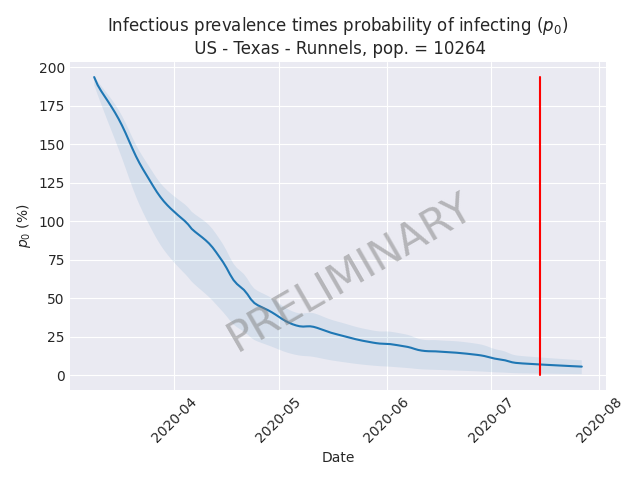 Infectious prevalence times probability of infecting (p0)
US - Texas - Runnels, pop. = 10264
200
175
150
125
100
75
50
25
0
p0 (%)
PRELIMINARY
2020-04
2020-05
2020-06
2020-07
2020-08
Date